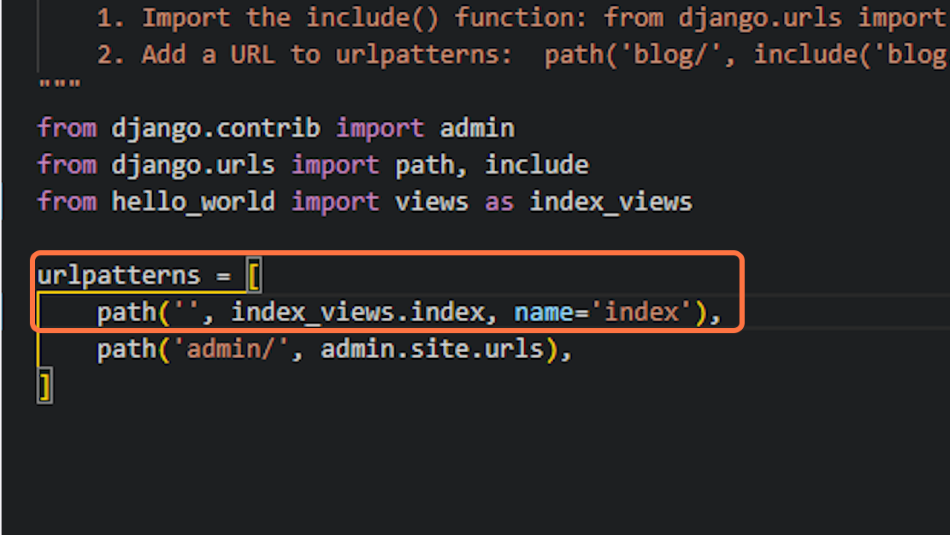 1. Import the include() function: from django.urls import
2. Add a URL to urlpatterns:  path('blog/', include('blog
"""
from django.contrib import admin
from django.urls import path, include
from hello_world import views as index_views
urlpatterns = [
    path('', index_views.index, name='index'),
    path('admin/', admin.site.urls),
]